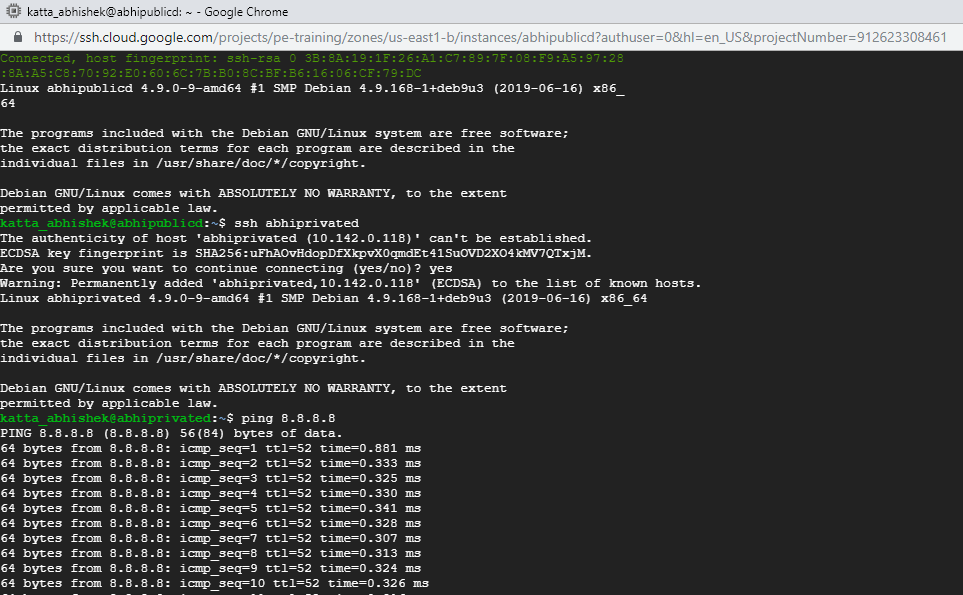 katta_abhishek@abhipublicd: ~ - Google Chrome
https://ssh.cloud.google.com/projects/pe-training/zones/us-east1-b/instances/abhipublicd?authuser=0&hl=en_US&projectNumber=912623308461
Connected, host fingerprint: ssh-rsa 0 3B:8A:19:1F:26:A1:C7:89:7F:08:F9:A5:97:28
:8A:A5:C8:70:92:E0:60:6C:7B:B0:8C:BF:B6:16:06:CF:79:DC
Linux abhipublicd 4.9.0-9-amd64 #1 SMP Debian 4.9.168-1+deb9u3 (2019-06-16) x86_
64
The programs included with the Debian GNU/Linux system are free software;
the exact distribution terms for each program are described in the
individual files in /usr/share/doc/*/copyright.
Debian GNU/Linux comes with ABSOLUTELY NO WARRANTY, to the extent
permitted by applicable law.
katta_abhishek@abhipublicd:~$ ssh abhiprivated
The authenticity of host 'abhiprivated (10.142.0.118)' can't be established.
ECDSA key fingerprint is SHA256:uFhAOvHdopDfXkpvX0qmdEt41SuOVD2XO4kMV7QTxjM.
Are you sure you want to continue connecting (yes/no)? yes
Warning: Permanently added 'abhiprivated,10.142.0.118' (ECDSA) to the list of known hosts.
Linux abhiprivated 4.9.0-9-amd64 #1 SMP Debian 4.9.168-1+deb9u3 (2019-06-16) x86_64
The programs included with the Debian GNU/Linux system are free software;
the exact distribution terms for each program are described in the
individual files in /usr/share/doc/*/copyright.
Debian GNU/Linux comes with ABSOLUTELY NO WARRANTY, to the extent
permitted by applicable law.
katta_abhishek@abhiprivated:~$ ping 8.8.8.8
PING 8.8.8.8 (8.8.8.8) 56(84) bytes of data.
64 bytes from 8.8.8.8: icmp_seq=1 ttl=52 time=0.881 ms
64 bytes from 8.8.8.8: icmp_seq=2 ttl=52 time=0.333 ms
64 bytes from 8.8.8.8: icmp_seq=3 ttl=52 time=0.325 ms
64 bytes from 8.8.8.8: icmp_seq=4 ttl=52 time=0.330 ms
64 bytes from 8.8.8.8: icmp_seq=5 ttl=52 time=0.341 ms
64 bytes from 8.8.8.8: icmp_seq=6 ttl=52 time=0.328 ms
64 bytes from 8.8.8.8: icmp_seq=7 ttl=52 time=0.307 ms
64 bytes from 8.8.8.8: icmp_seq=8 ttl=52 time=0.313 ms
64 bytes from 8.8.8.8: icmp_seq=9 ttl=52 time=0.324 ms
64 bytes from 8.8.8.8: icmp_seq=10 ttl=52 time=0.326 ms